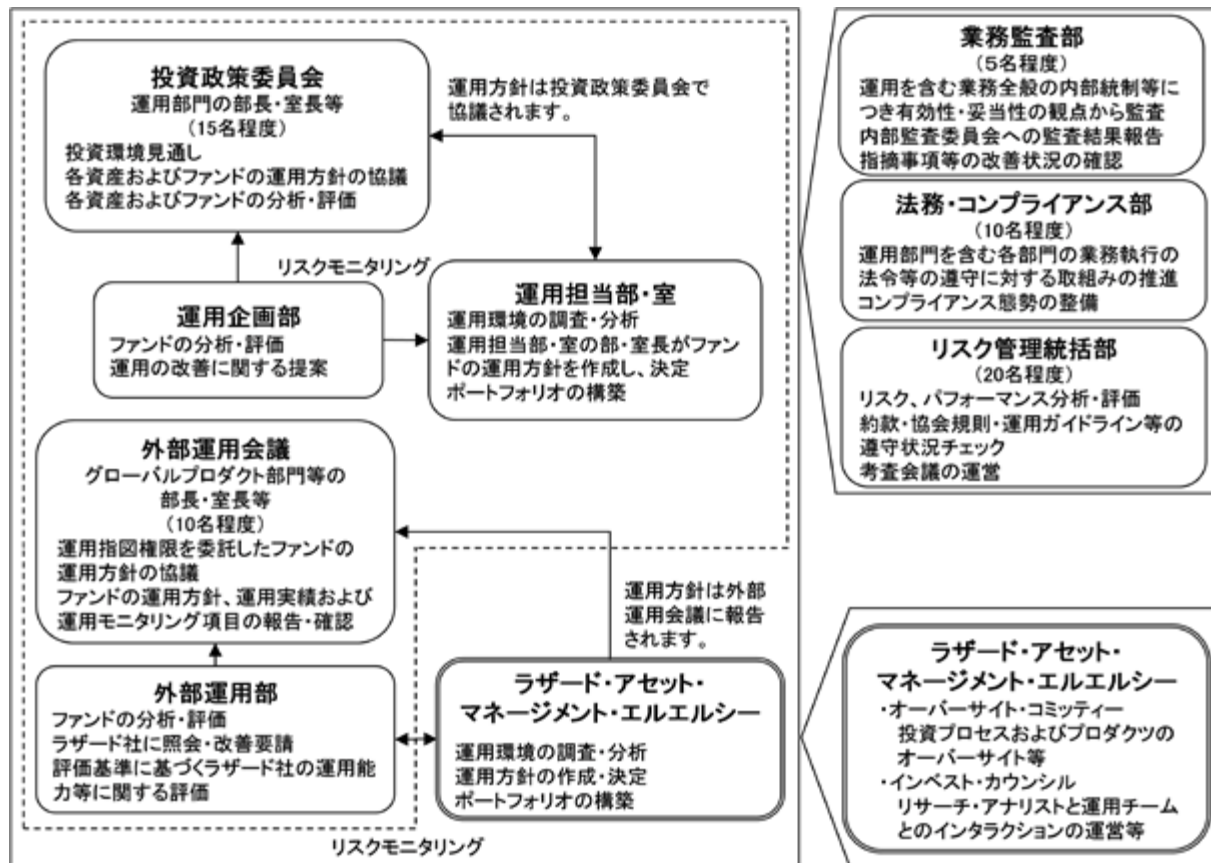 投資政策委員会
運用部門の部長・室長等
(15名程度)
投資環境見通し
各資産およびファンドの運用方針の協議
各資産およびファンドの分析・評価
運用方針は投資政策委員会で
協議されます。
リスクモニタリング
運用企画部
ファンドの分析・評価
運用の改善に関する提案
運用担当部・室
運用環境の調査・分析
運用担当部・室の部・室長がファン
ドの運用方針を作成し、決定
ポートフォリオの構築
外部運用会議
グローバルプロダクト部門等の
部長・室長等
(10名程度)
運用指図権限を委託したファンドの
運用方針の協議
ファンドの運用方針、運用実績および
運用モニタリング項目の報告・確認
運用方針は外部
運用会議に報告
されます。
外部運用部
ファンドの分析・評価
ラザード社に照会・改善要請
評価基準に基づくラザード社の運用能
力等に関する評価
ラザード・アセット・
マネージメント・エルエルシー
運用環境の調査・分析
運用方針の作成・決定
ポートフォリオの構築
リスクモニタリング
業務監査部
(5名程度)
運用を含む業務全般の内部統制等に
つき有効性・妥当性の観点から監査
内部監査委員会への監査結果報告
指摘事項等の改善状況の確認
法務・コンプライアンス部
(10名程度)
運用部門を含む各部門の業務執行の
法令等の遵守に対する取組みの推進
コンプライアンス態勢の整備
リスク管理統括部
(20名程度)
リスク、パフォーマンス分析・評価
約款・協会規則・運用ガイドライン等の
遵守状況チェック
考査会議の運営
ラザード・アセット・
マネージメント・エルエルシー
・オーバーサイト・コミッティー
投資プロセスおよびプロダクツの
オーバーサイト等
・インベスト・カウンシル
リサーチ・アナリストと運用チーム
とのインタラクションの運営等